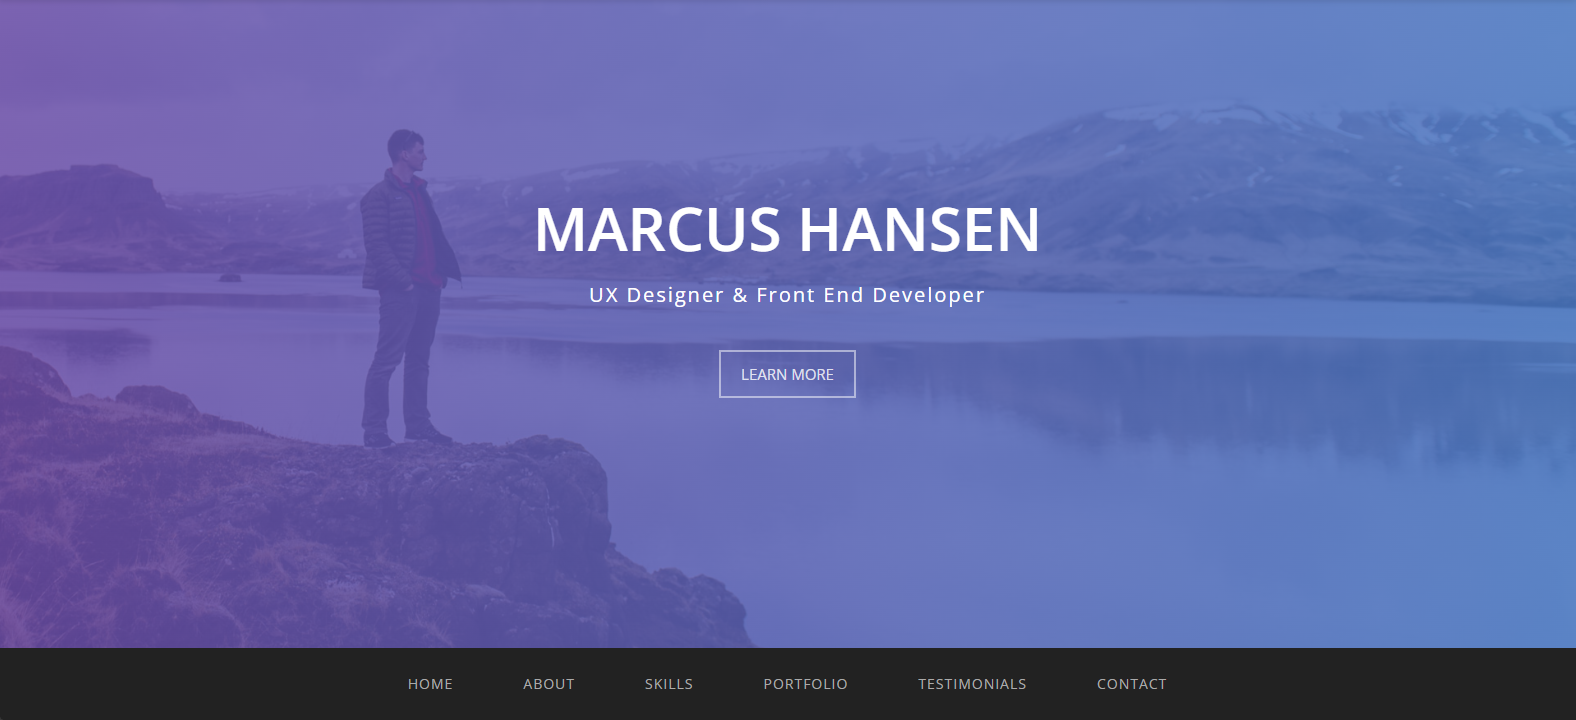 MARCUS HANSEN
UX Designer & Front End Developer
LEARN MORE
HOME ABOUT SKILLS PORTFOLIO TESTIMONIALS CONTACT